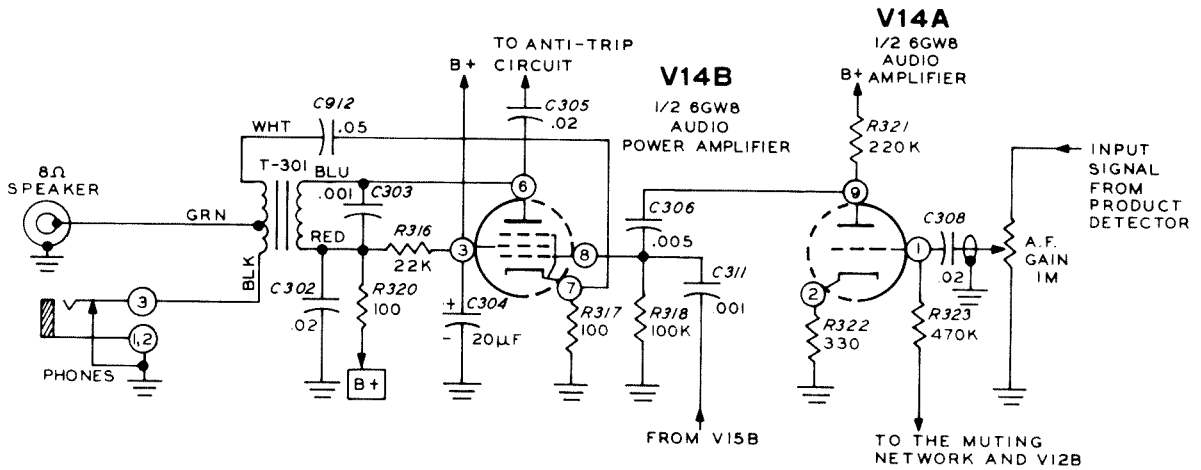 V14A
1/2 6GW8
AUDIO
AMPLIFIER
B+
TO ANTI-TRIP
CIRCUIT
B+
V14B
1/2 6GW8
AUDIO
POWER AMPLIFIER
C305
.02
C912
.05
WHT
R321
220K
INPUT
SIGNAL
FROM
PRODUCT
DETECTOR
8Ω
SPEAKER
T-301
BLU
.001
C303
6
9
GRN
C306
.005
C308
.02
A.F.
GAIN
1M
RED
R316
22K
3
8
1
BLK
C311
001
7
2
C302
.02
R320
100
C304
+
-
20µF
R317
100
R318
100K
R322
330
R323
470K
3
1,2
PHONES
B+
FROM V15B
TO THE MUTING
NETWORK AND V12B